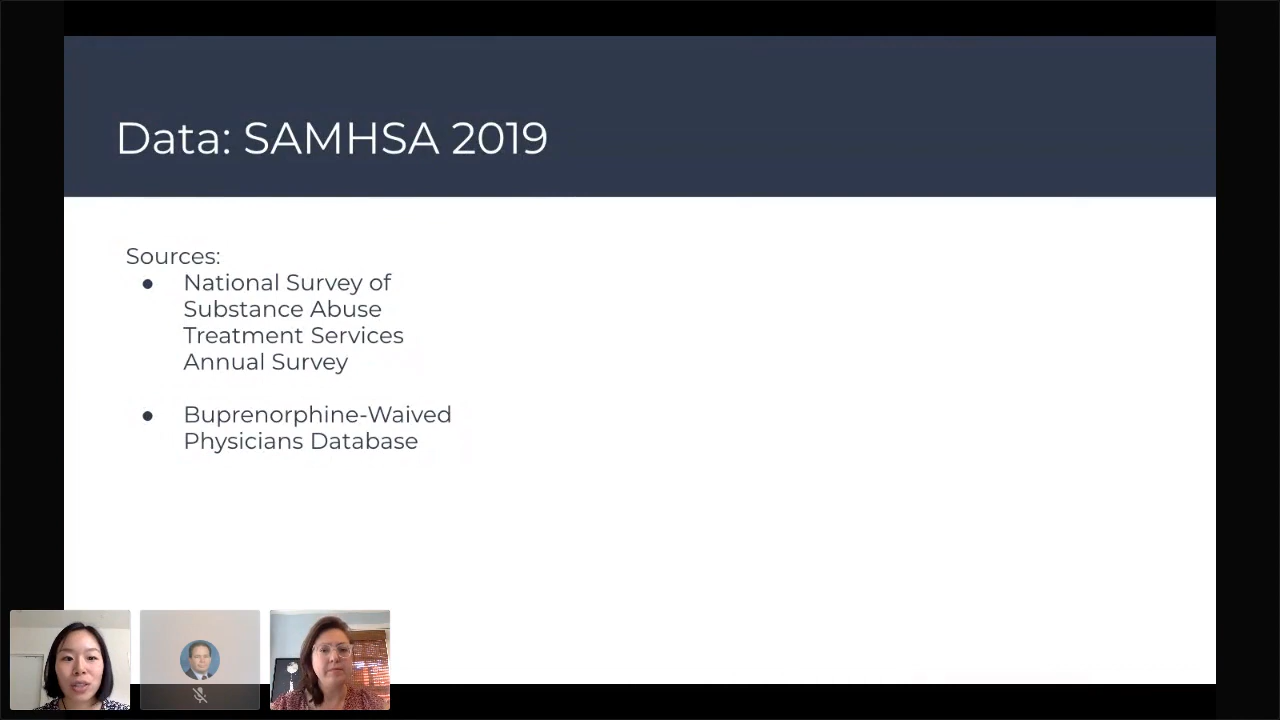 Data: SAMHSA 2019
Sources:
● National Survey of
Substance Abuse
Treatment Services
Annual Survey
● Buprenorphine-Waived
Physicians Database